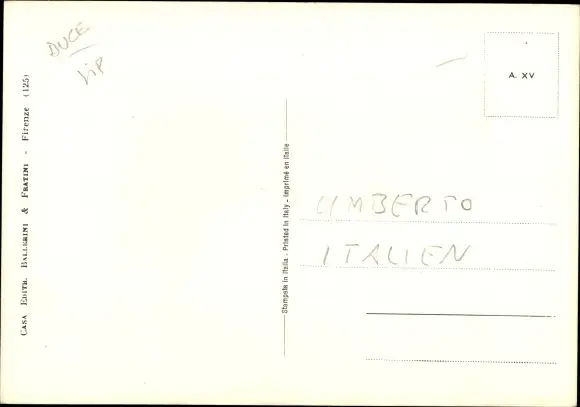 DUCE
VIP
A. XV
CASA EDITR. BALLERINI & FRATINI - Firenze (125)
Stampata in Italia - Printed in Italy - Imprimé en Italie
UMBERTO
ITALIEN